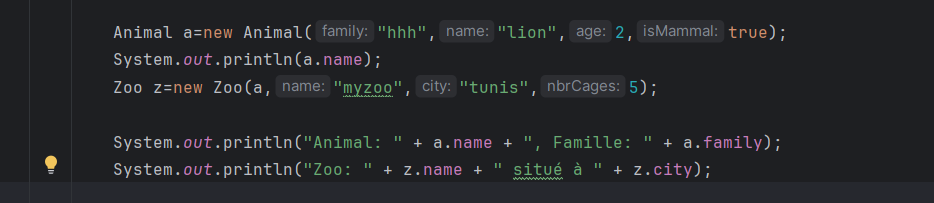 Animal a=new Animal( family: "hhh", name: "lion", age: 2, isMammal: true);
System.out.println(a.name);
Zoo z=new Zoo(a, name: "myzoo", city: "tunis", nbrCages: 5);
System.out.println("Animal: " + a.name + ", Famille: " + a.family);
System.out.println("Zoo: " + z.name + " situé à " + z.city);